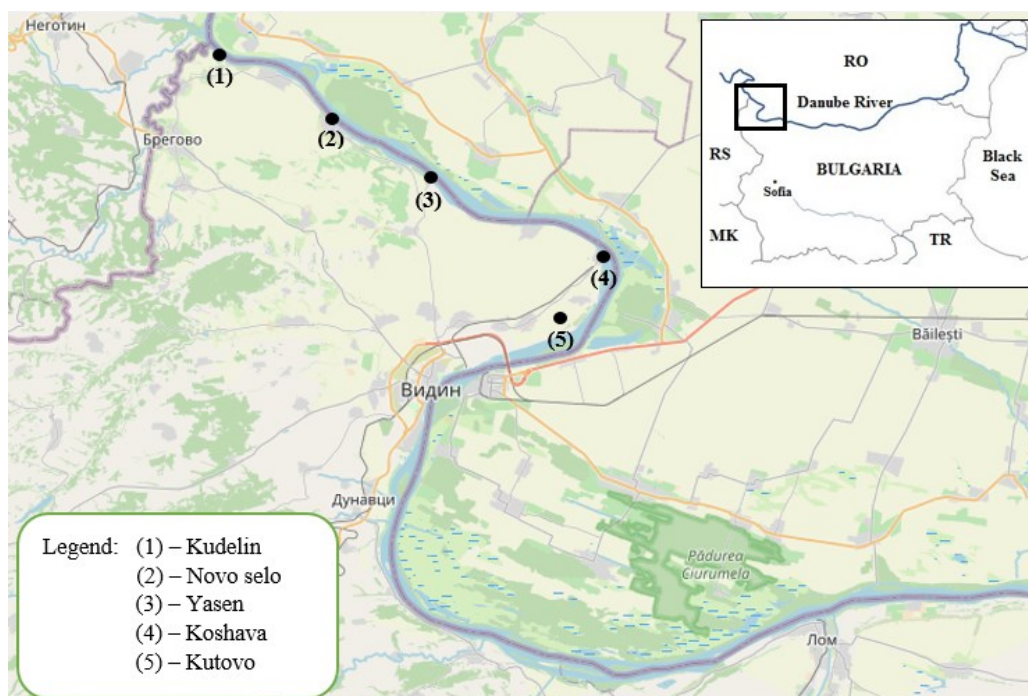 Неготин
(1)
Брегово
(2)
(3)
(4)
(5)
Видин
Дунавци
Băilești
Pădurea
Ciurumela
Лом
RO
Danube River
RS
BULGARIA
Black
Sea
Sofia
MK
TR
Legend: (1) – Kudelin
(2) – Novo selo
(3) – Yasen
(4) – Koshava
(5) – Kutovo